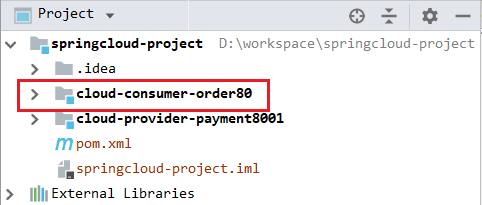 Project
springcloud-project D:\workspace\springcloud-project
.idea
cloud-consumer-order80
cloud-provider-payment8001
pom.xml
springcloud-project.iml
External Libraries